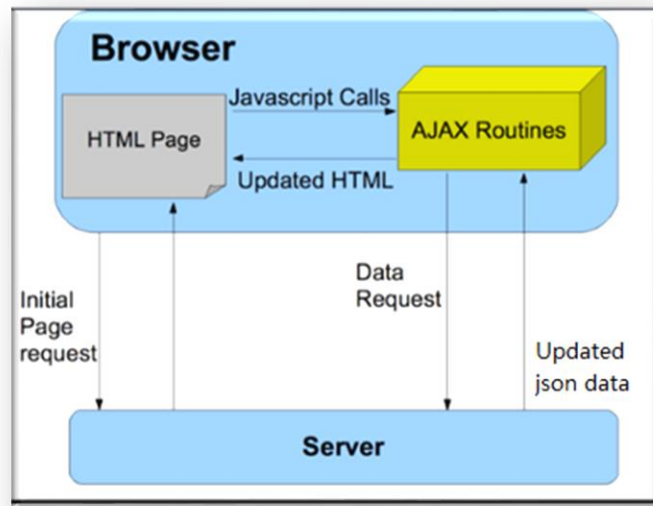 Browser
Javascript Calls
HTML Page
AJAX Routines
Updated HTML
Initial
Page
request
Data
Request
Updated
json data
Server